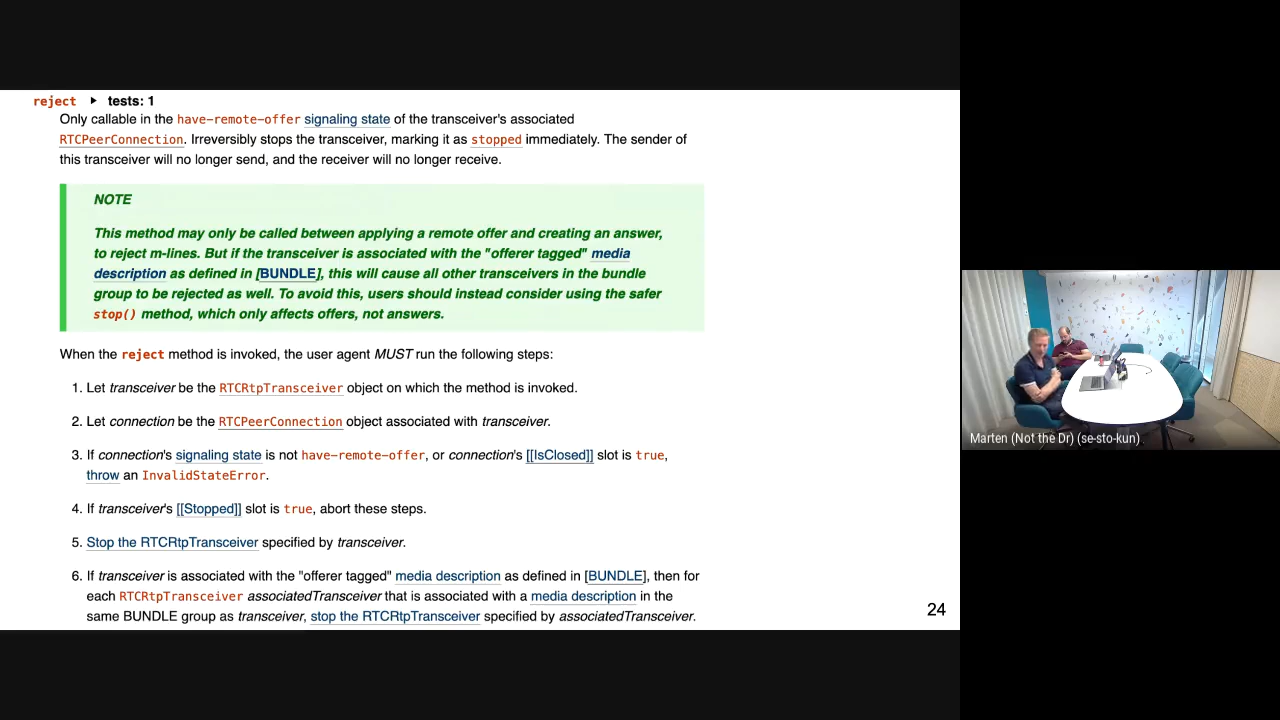 reject ▶ tests: 1
Only callable in the have-remote-offer signaling state of the transceiver's associated
RTCPeerConnection. Irreversibly stops the transceiver, marking it as stopped immediately. The sender of
this transceiver will no longer send, and the receiver will no longer receive.
NOTE
This method may only be called between applying a remote offer and creating an answer,
to reject m-lines. But if the transceiver is associated with the "offerer tagged" media
description as defined in [BUNDLE], this will cause all other transceivers in the bundle
group to be rejected as well. To avoid this, users should instead consider using the safer
stop() method, which only affects offers, not answers.
When the reject method is invoked, the user agent MUST run the following steps:
1. Let transceiver be the RTCRtpTransceiver object on which the method is invoked.
2. Let connection be the RTCPeerConnection object associated with transceiver.
3. If connection's signaling state is not have-remote-offer, or connection's [[IsClosed]] slot is true,
throw an InvalidStateError.
4. If transceiver's [[Stopped]] slot is true, abort these steps.
5. Stop the RTCRtpTransceiver specified by transceiver.
6. If transceiver is associated with the "offerer tagged" media description as defined in [BUNDLE], then for
each RTCRtpTransceiver associatedTransceiver that is associated with a media description in the
same BUNDLE group as transceiver, stop the RTCRtpTransceiver specified by associatedTransceiver.
24
Marten (Not the Dr) (se-sto-kun)